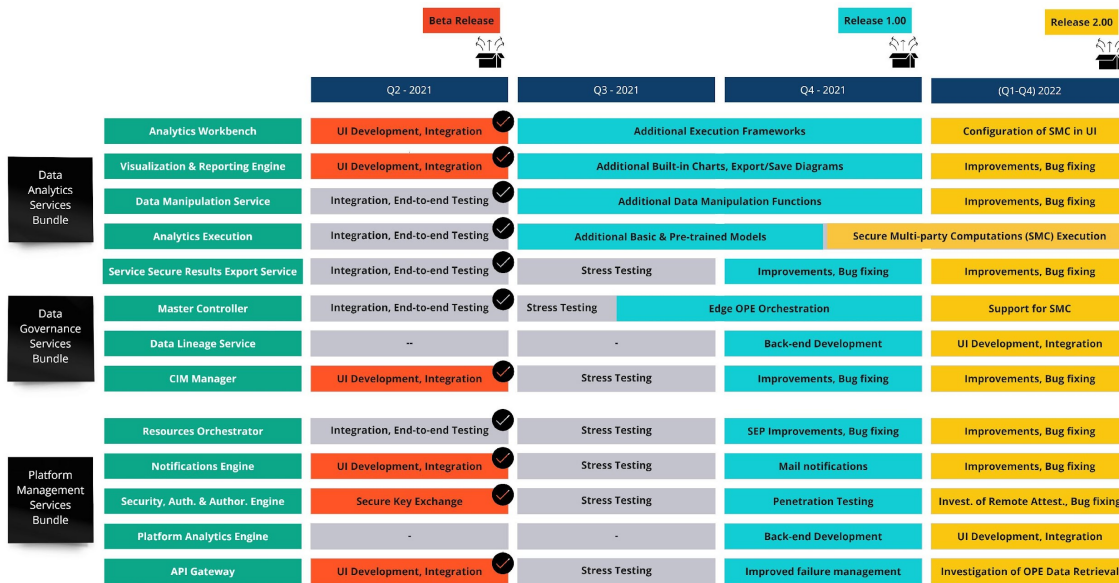 Beta Release
Release 1.00
Release 2.00
Q2 - 2021
Q3 - 2021
Q4 - 2021
(Q1-Q4) 2022
Data
Analytics
Services
Bundle
Analytics Workbench
UI Development, Integration
Additional Execution Frameworks
Configuration of SMC in UI
Visualization & Reporting Engine
UI Development, Integration
Additional Built-in Charts, Export/Save Diagrams
Improvements, Bug fixing
Data Manipulation Service
Integration, End-to-end Testing
Additional Data Manipulation Functions
Improvements, Bug fixing
Analytics Execution
Integration, End-to-end Testing
Additional Basic & Pre-trained Models
Secure Multi-party Computations (SMC) Execution
Service Secure Results Export Service
Integration, End-to-end Testing
Stress Testing
Improvements, Bug fixing
Improvements, Bug fixing
Data
Governance
Services
Bundle
Master Controller
Integration, End-to-end Testing
Stress Testing
Edge OPE Orchestration
Support for SMC
Data Lineage Service
--
-
Back-end Development
UI Development, Integration
CIM Manager
UI Development, Integration
Stress Testing
Improvements, Bug fixing
Improvements, Bug fixing
Platform
Management
Services
Bundle
Resources Orchestrator
Integration, End-to-end Testing
Stress Testing
SEP Improvements, Bug fixing
Improvements, Bug fixing
Notifications Engine
UI Development, Integration
Stress Testing
Mail notifications
Improvements, Bug fixing
Security, Auth. & Author. Engine
Secure Key Exchange
Stress Testing
Penetration Testing
Invest. of Remote Attest., Bug fixing
Platform Analytics Engine
-
-
Back-end Development
UI Development, Integration
API Gateway
UI Development, Integration
Stress Testing
Improved failure management
Investigation of OPE Data Retrieval